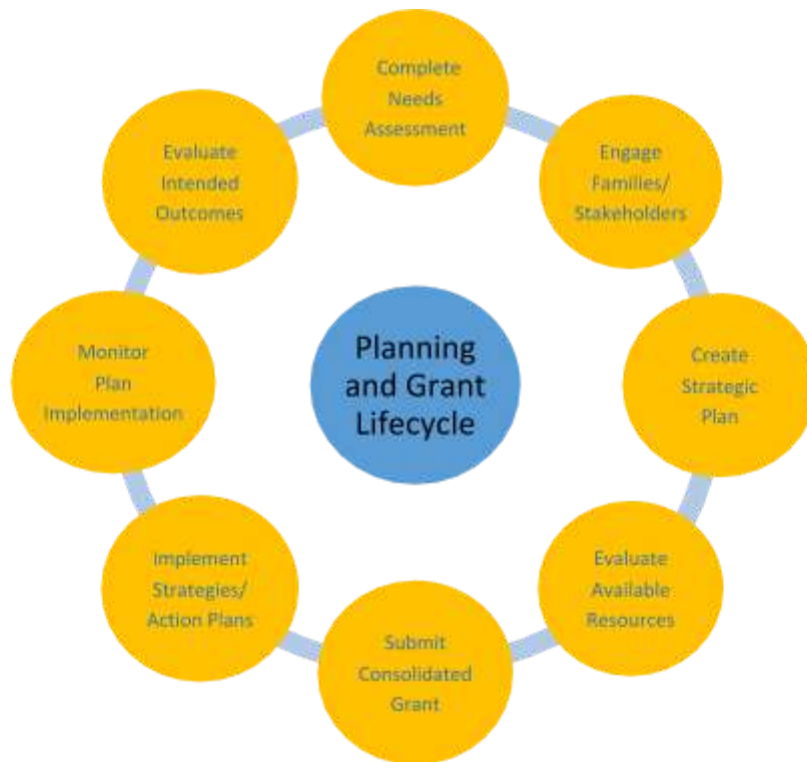 Complete
Needs
Assessment
Engage
Families/
Stakeholders
Create
Strategic
Plan
Evaluate
Available
Resources
Submit
Consolidated
Grant
Implement
Strategies/
Action Plans
Monitor
Plan
Implementation
Evaluate
Intended
Outcomes
Planning
and Grant
Lifecycle